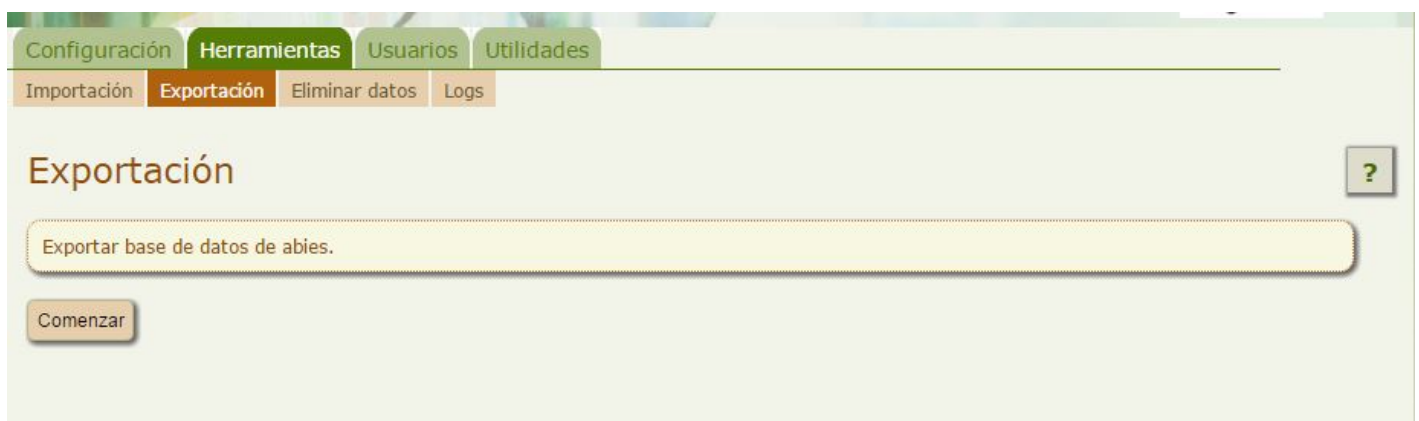 Configuración Herramientas Usuarios Utilidades
Importación Exportación Eliminar datos Logs
Exportación
?
Exportar base de datos de abies.
Comenzar